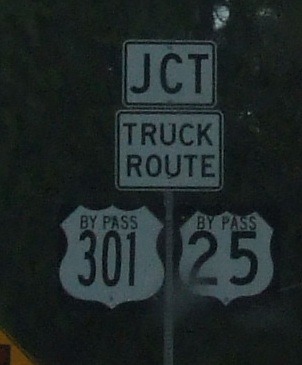 JCT
TRUCK
ROUTE
BY PASS
301
BY PASS
25